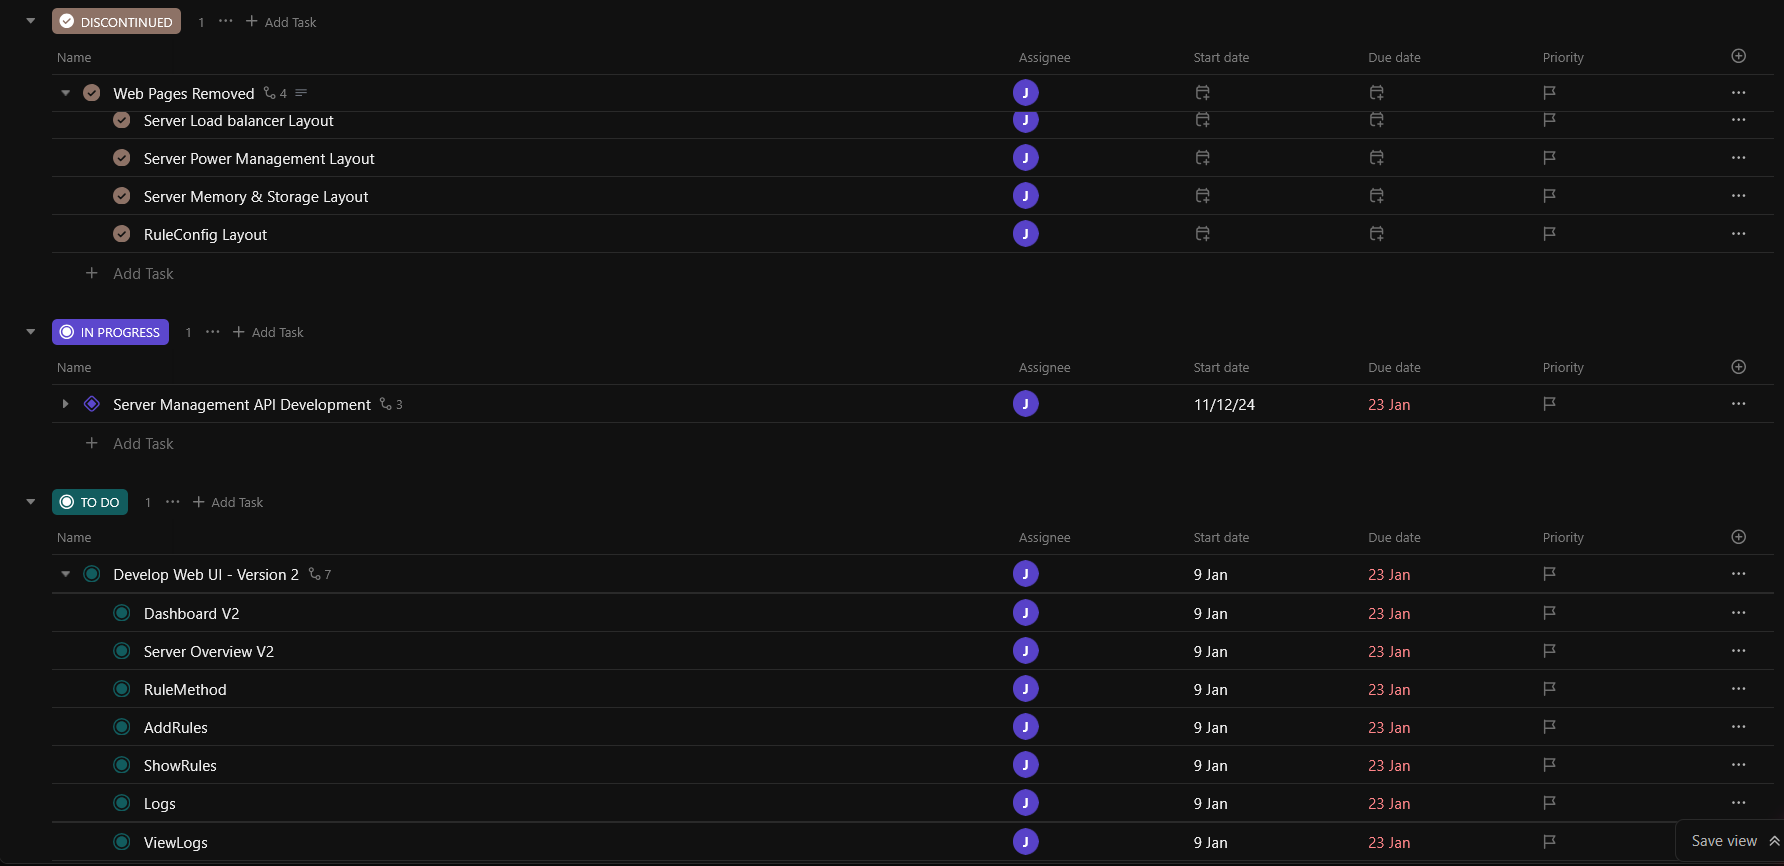 DISCONTINUED 1 ... + Add Task
Name Assignee Start date Due date Priority
Web Pages Removed 4 J
Server Load balancer Layout J
Server Power Management Layout J
Server Memory & Storage Layout J
RuleConfig Layout J
+ Add Task
IN PROGRESS 1 ... + Add Task
Name Assignee Start date Due date Priority
Server Management API Development 3 J 11/12/24 23 Jan
+ Add Task
TO DO 1 ... + Add Task
Name Assignee Start date Due date Priority
Develop Web UI - Version 2 7 J 9 Jan 23 Jan
Dashboard V2 J 9 Jan 23 Jan
Server Overview V2 J 9 Jan 23 Jan
RuleMethod J 9 Jan 23 Jan
AddRules J 9 Jan 23 Jan
ShowRules J 9 Jan 23 Jan
Logs J 9 Jan 23 Jan
ViewLogs J 9 Jan 23 Jan
Save view